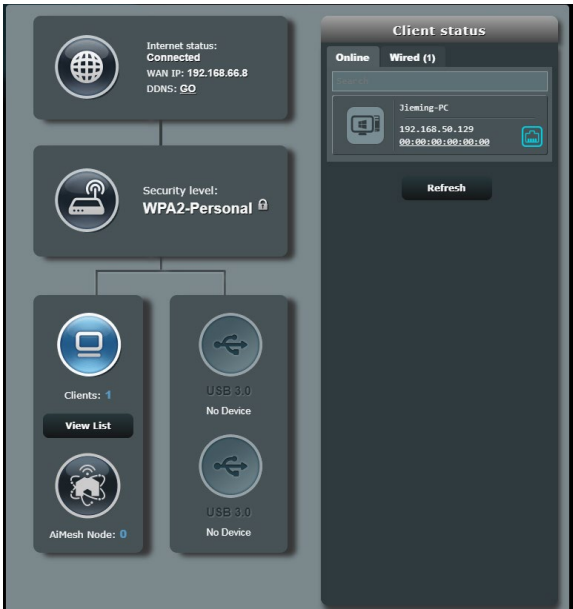 Internet status:
Connected
WAN IP: 192.168.66.8
DDNS: GO
Security level:
WPA2-Personal
Clients: 1
View List
AiMesh Node: 0
USB 3.0
No Device
USB 3.0
No Device
Client status
Online Wired (1)
Search
Jieming-PC
192.168.50.129
00:00:00:00:00:00
Refresh